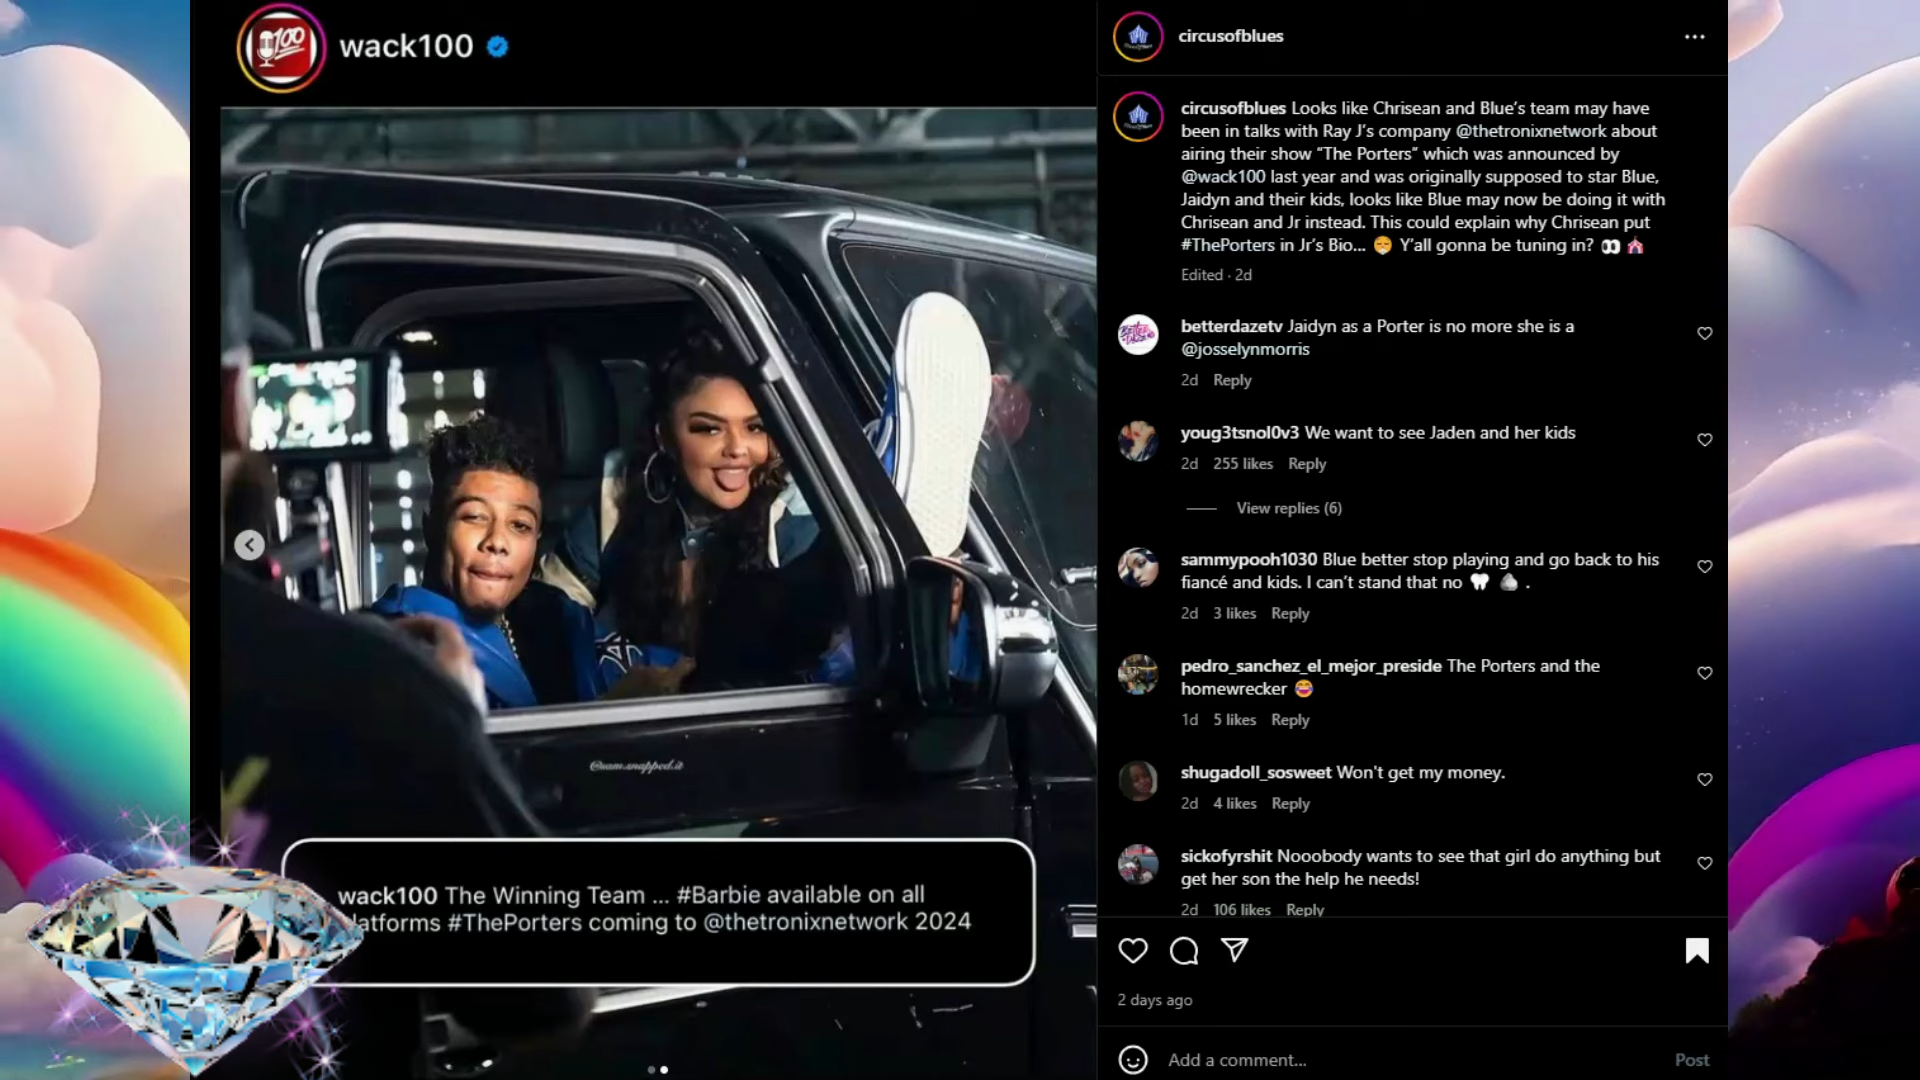 100
wack100
wack100 The Winning Team ... #Barbie available on all
latforms #ThePorters coming to @thetronixnetwork 2024
circusofblues
circusofblues Looks like Chrisean and Blue’s team may have
been in talks with Ray J’s company @thetronixnetwork about
airing their show “The Porters” which was announced by
@wack100 last year and was originally supposed to star Blue,
Jaidyn and their kids, looks like Blue may now be doing it with
Chrisean and Jr instead. This could explain why Chrisean put
#ThePorters in Jr’s Bio... 😁 Y’all gonna be tuning in? 👀 🎪
Edited · 2d
betterdazetv Jaidyn as a Porter is no more she is a
@josselynmorris
2d Reply
youg3tsnol0v3 We want to see Jaden and her kids
2d 255 likes Reply
View replies (6)
sammypooh1030 Blue better stop playing and go back to his
fiancé and kids. I can’t stand that no 🦷 🪨 .
2d 3 likes Reply
pedro_sanchez_el_mejor_preside The Porters and the
homewrecker 😂
1d 5 likes Reply
shugadoll_sosweet Won't get my money.
2d 4 likes Reply
sickofyrshit Nooobody wants to see that girl do anything but
get her son the help he needs!
2d 106 likes Reply
2 days ago
Add a comment...
Post